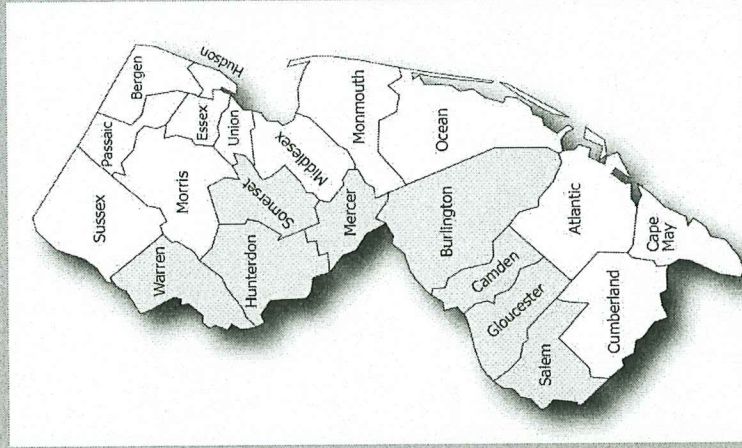 Sussex
Passaic
Bergen
Hudson
Essex
Union
Morris
Warren
Hunterdon
Somerset
Middlesex
Mercer
Monmouth
Ocean
Burlington
Camden
Gloucester
Salem
Atlantic
Cumberland
Cape
May